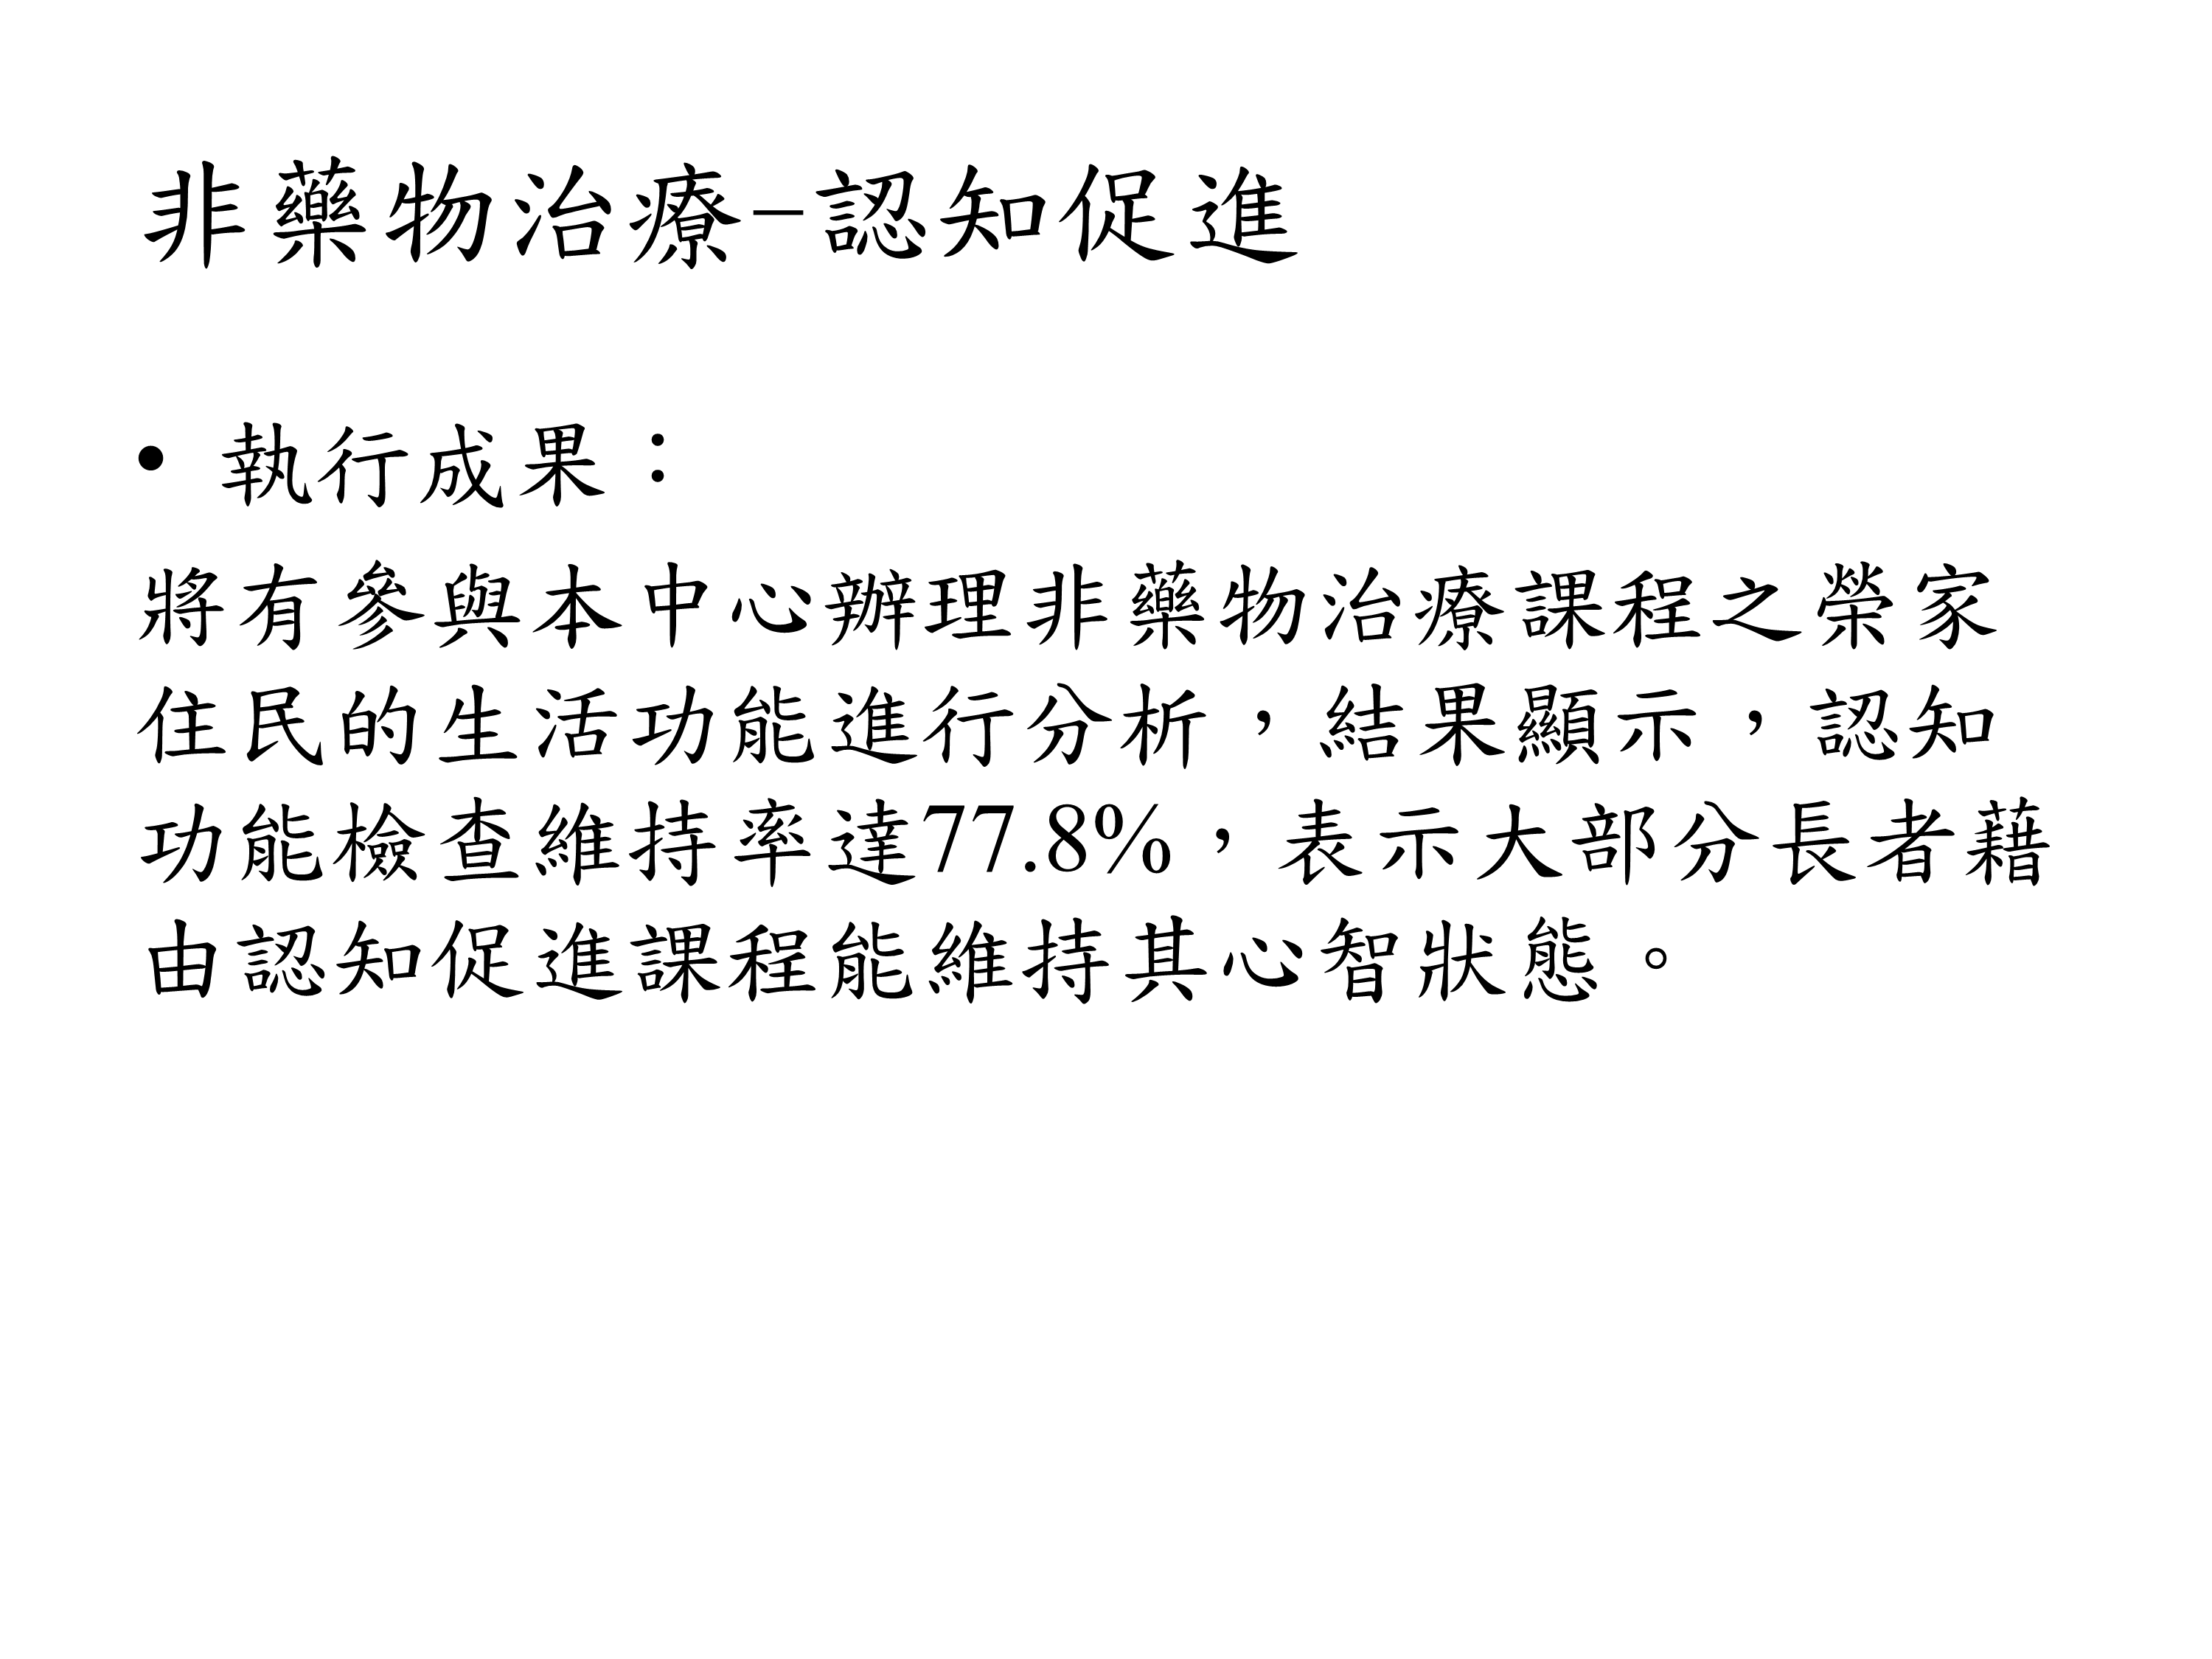 非藥物治療—認知促進
• 執行成果：
將有參與本中心辦理非藥物治療課程之榮家
住民的生活功能進行分析，結果顯示，認知
功能檢查維持率達77.8%，表示大部分長者藉
由認知促進課程能維持其心智狀態。